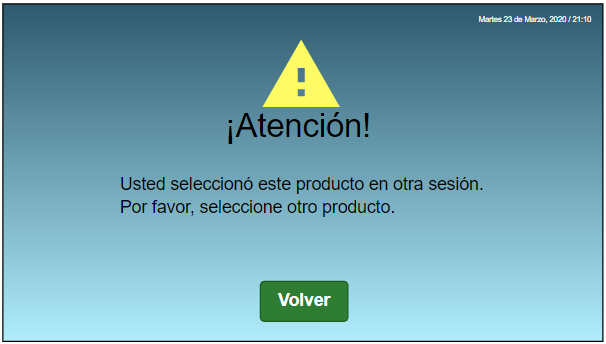 Martes 23 de Marzo, 2020 / 21:10
¡Atención!
Usted seleccionó este producto en otra sesión.
Por favor, seleccione otro producto.
Volver